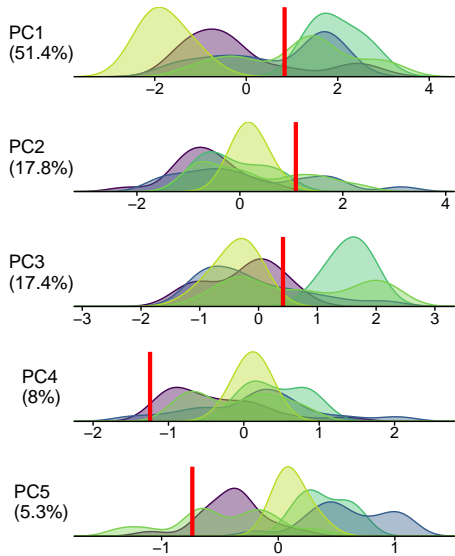 PC1
(51.4%)
−2 0 2 4
PC2
(17.8%)
−2 0 2 4
PC3
(17.4%)
−3 −2 −1 0 1 2 3
PC4
(8%)
−2 −1 0 1 2
PC5
(5.3%)
−1 0 1